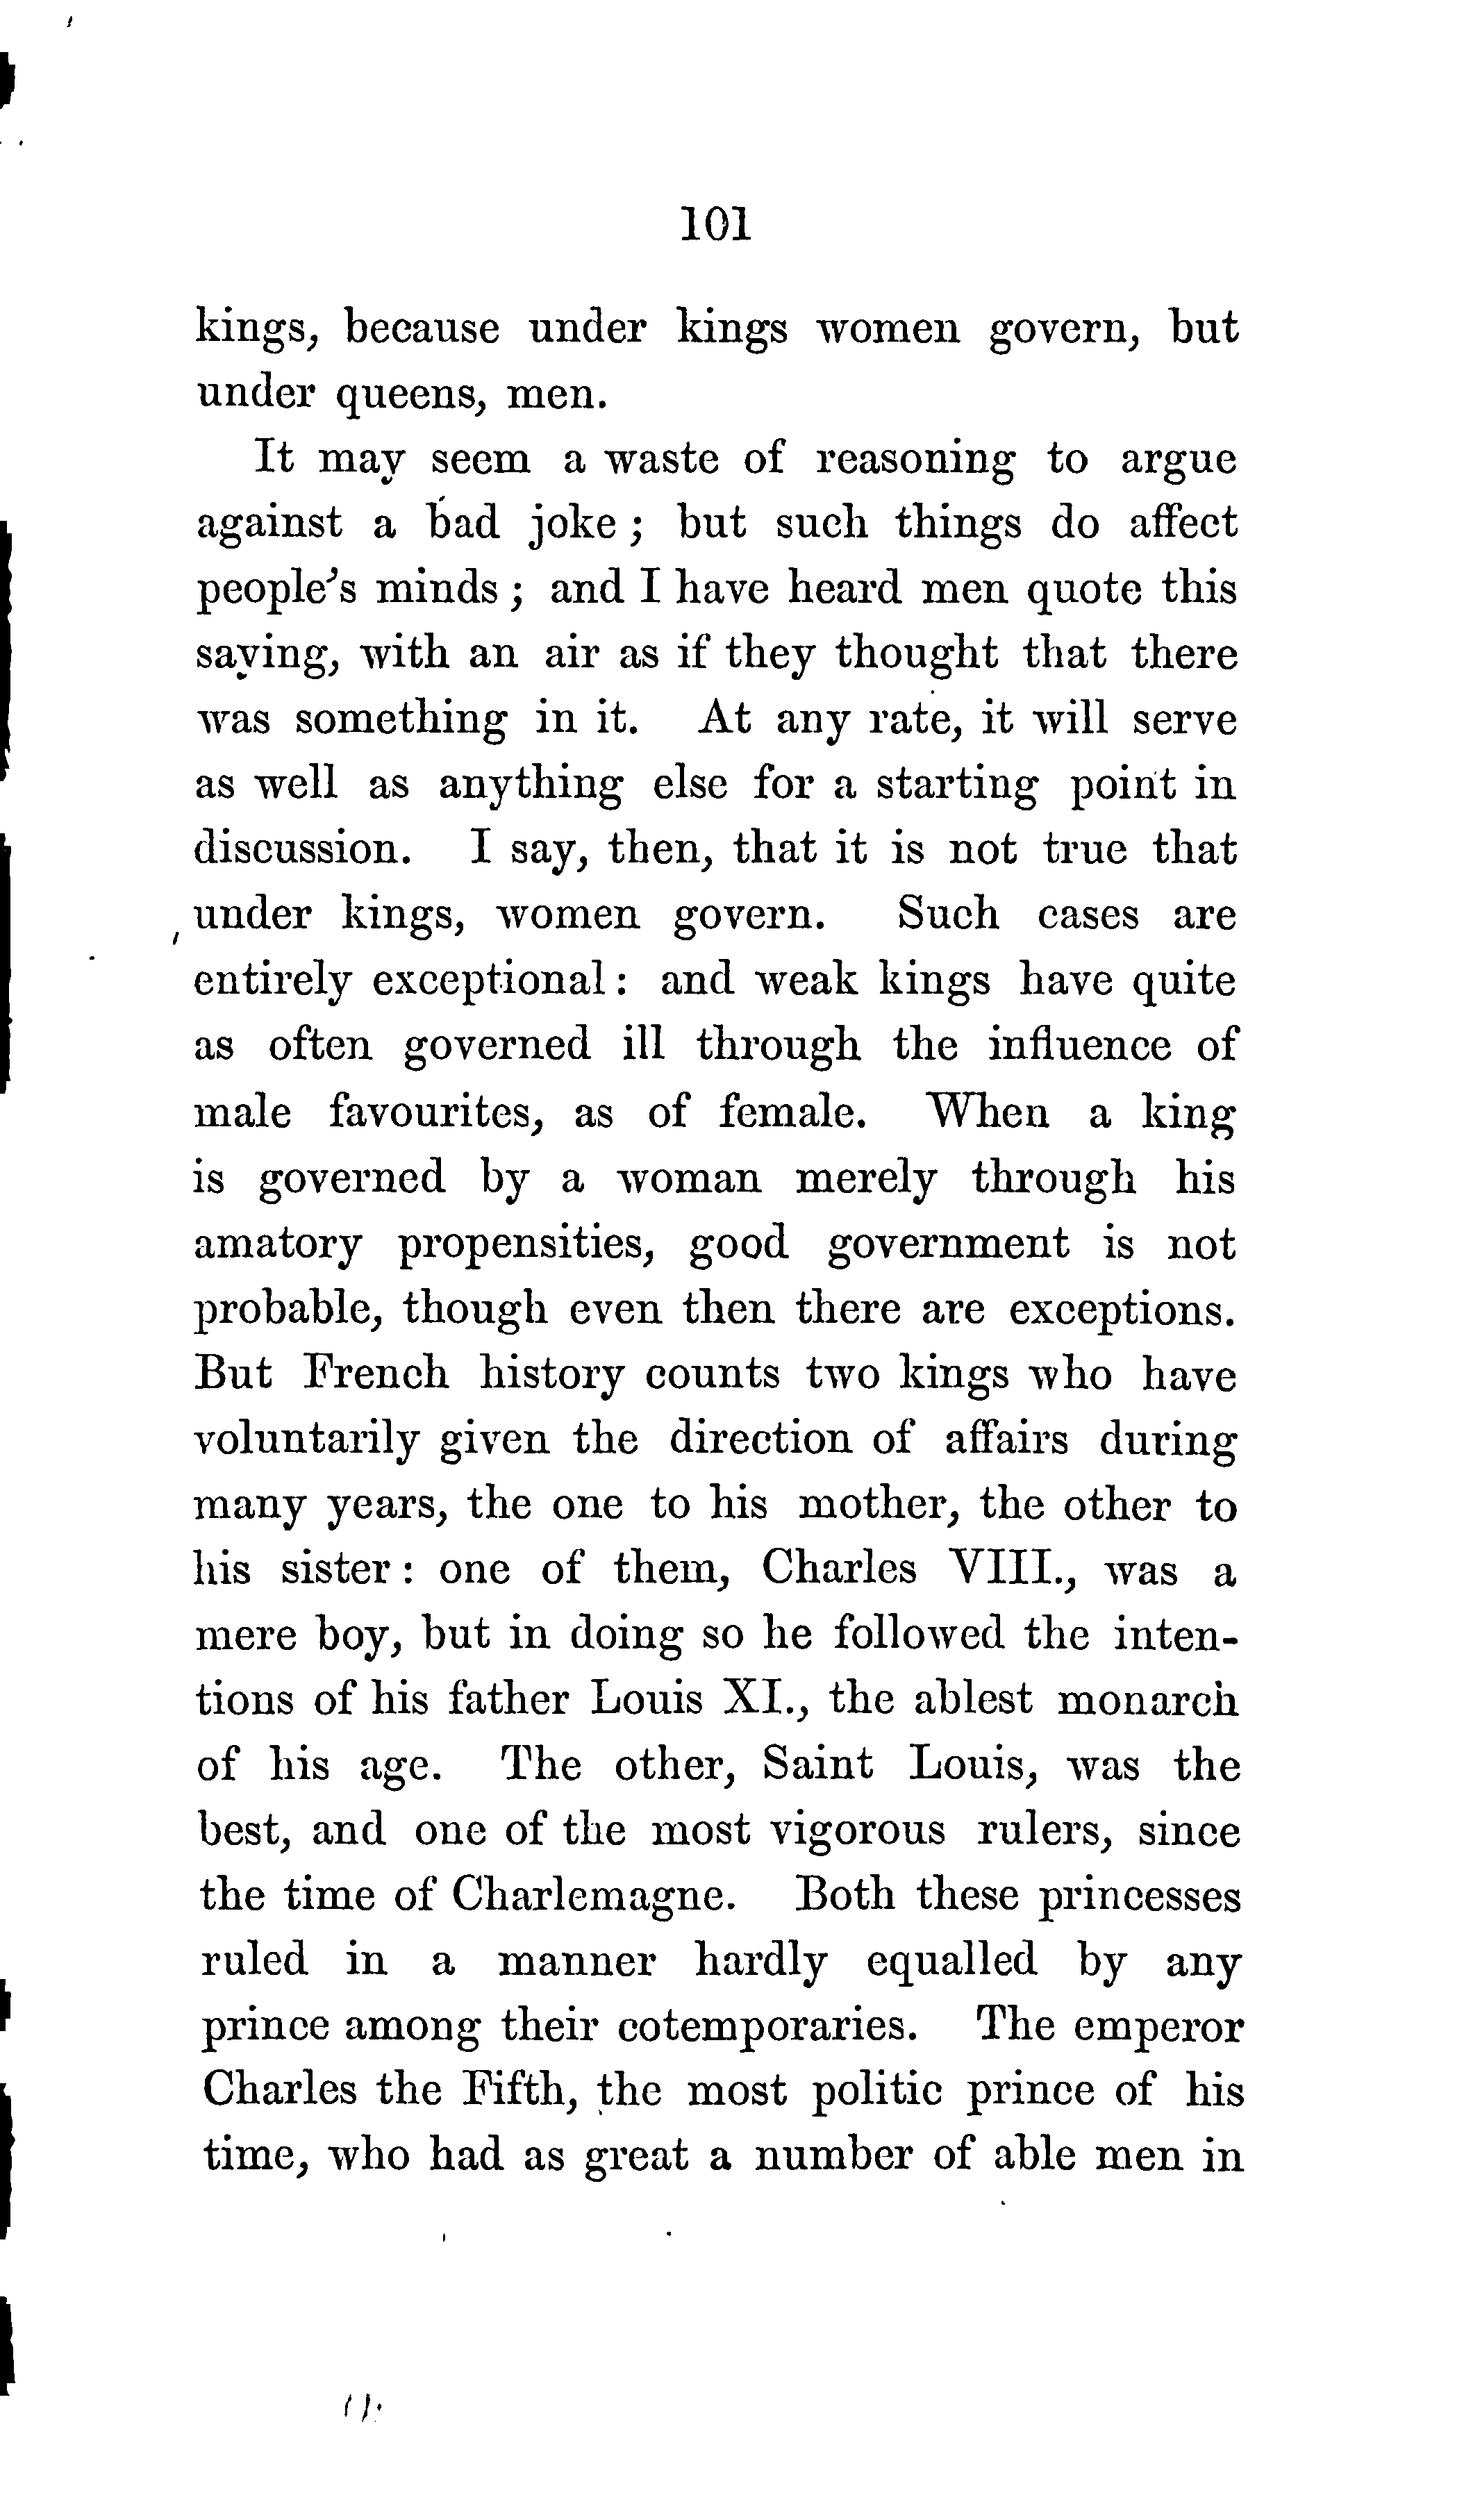 101
kings, because under kings women govern, but
under queens, men.
It may seem a waste of reasoning to argue
against a bad joke ; but such things do affect
people's minds ; and I have heard men quote this
saying, with an air as if they thought that there
was something in it. At any rate, it will serve
as well as anything else for a starting point in
discussion. I say, then, that it is not true that
under kings, women govern. Such cases are
entirely exceptional : and weak kings have quite
as often governed ill through the influence of
male favourites, as of female. When a king
is governed by a woman merely through his
amatory propensities, good government is not
probable, though even then there are exceptions.
But French history counts two kings who have
voluntarily given the direction of affairs during
many years, the one to his mother, the other to
his sister : one of them, Charles VIII., was a
mere boy, but in doing so he followed the inten-
tions of his father Louis XI., the ablest monarch
of his age. The other, Saint Louis, was the
best, and one of the most vigorous rulers, since
the time of Charlemagne. Both these princesses
ruled in a manner hardly equalled by any
prince among their cotemporaries. The emperor
Charles the Fifth, the most politic prince of his
time, who had as great a number of able men in